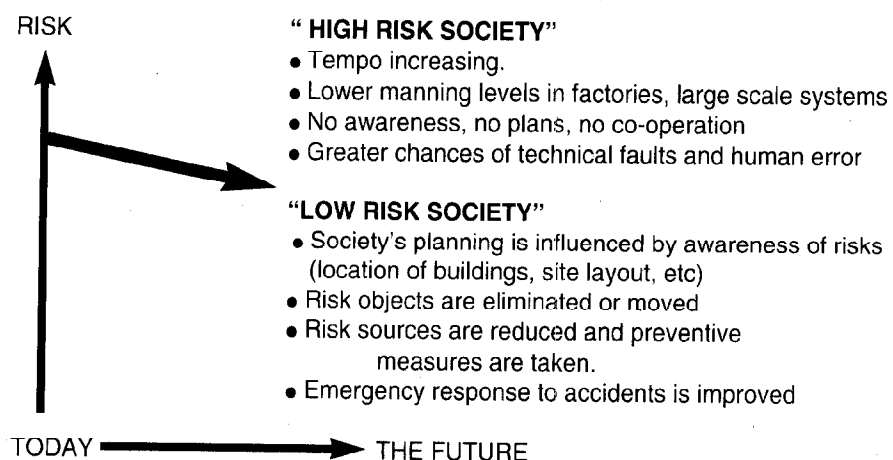 RISK
“ HIGH RISK SOCIETY”
• Tempo increasing.
• Lower manning levels in factories, large scale systems
• No awareness, no plans, no co-operation
• Greater chances of technical faults and human error
“LOW RISK SOCIETY”
• Society’s planning is influenced by awareness of risks
(location of buildings, site layout, etc)
• Risk objects are eliminated or moved
• Risk sources are reduced and preventive
measures are taken.
• Emergency response to accidents is improved
TODAY
THE FUTURE